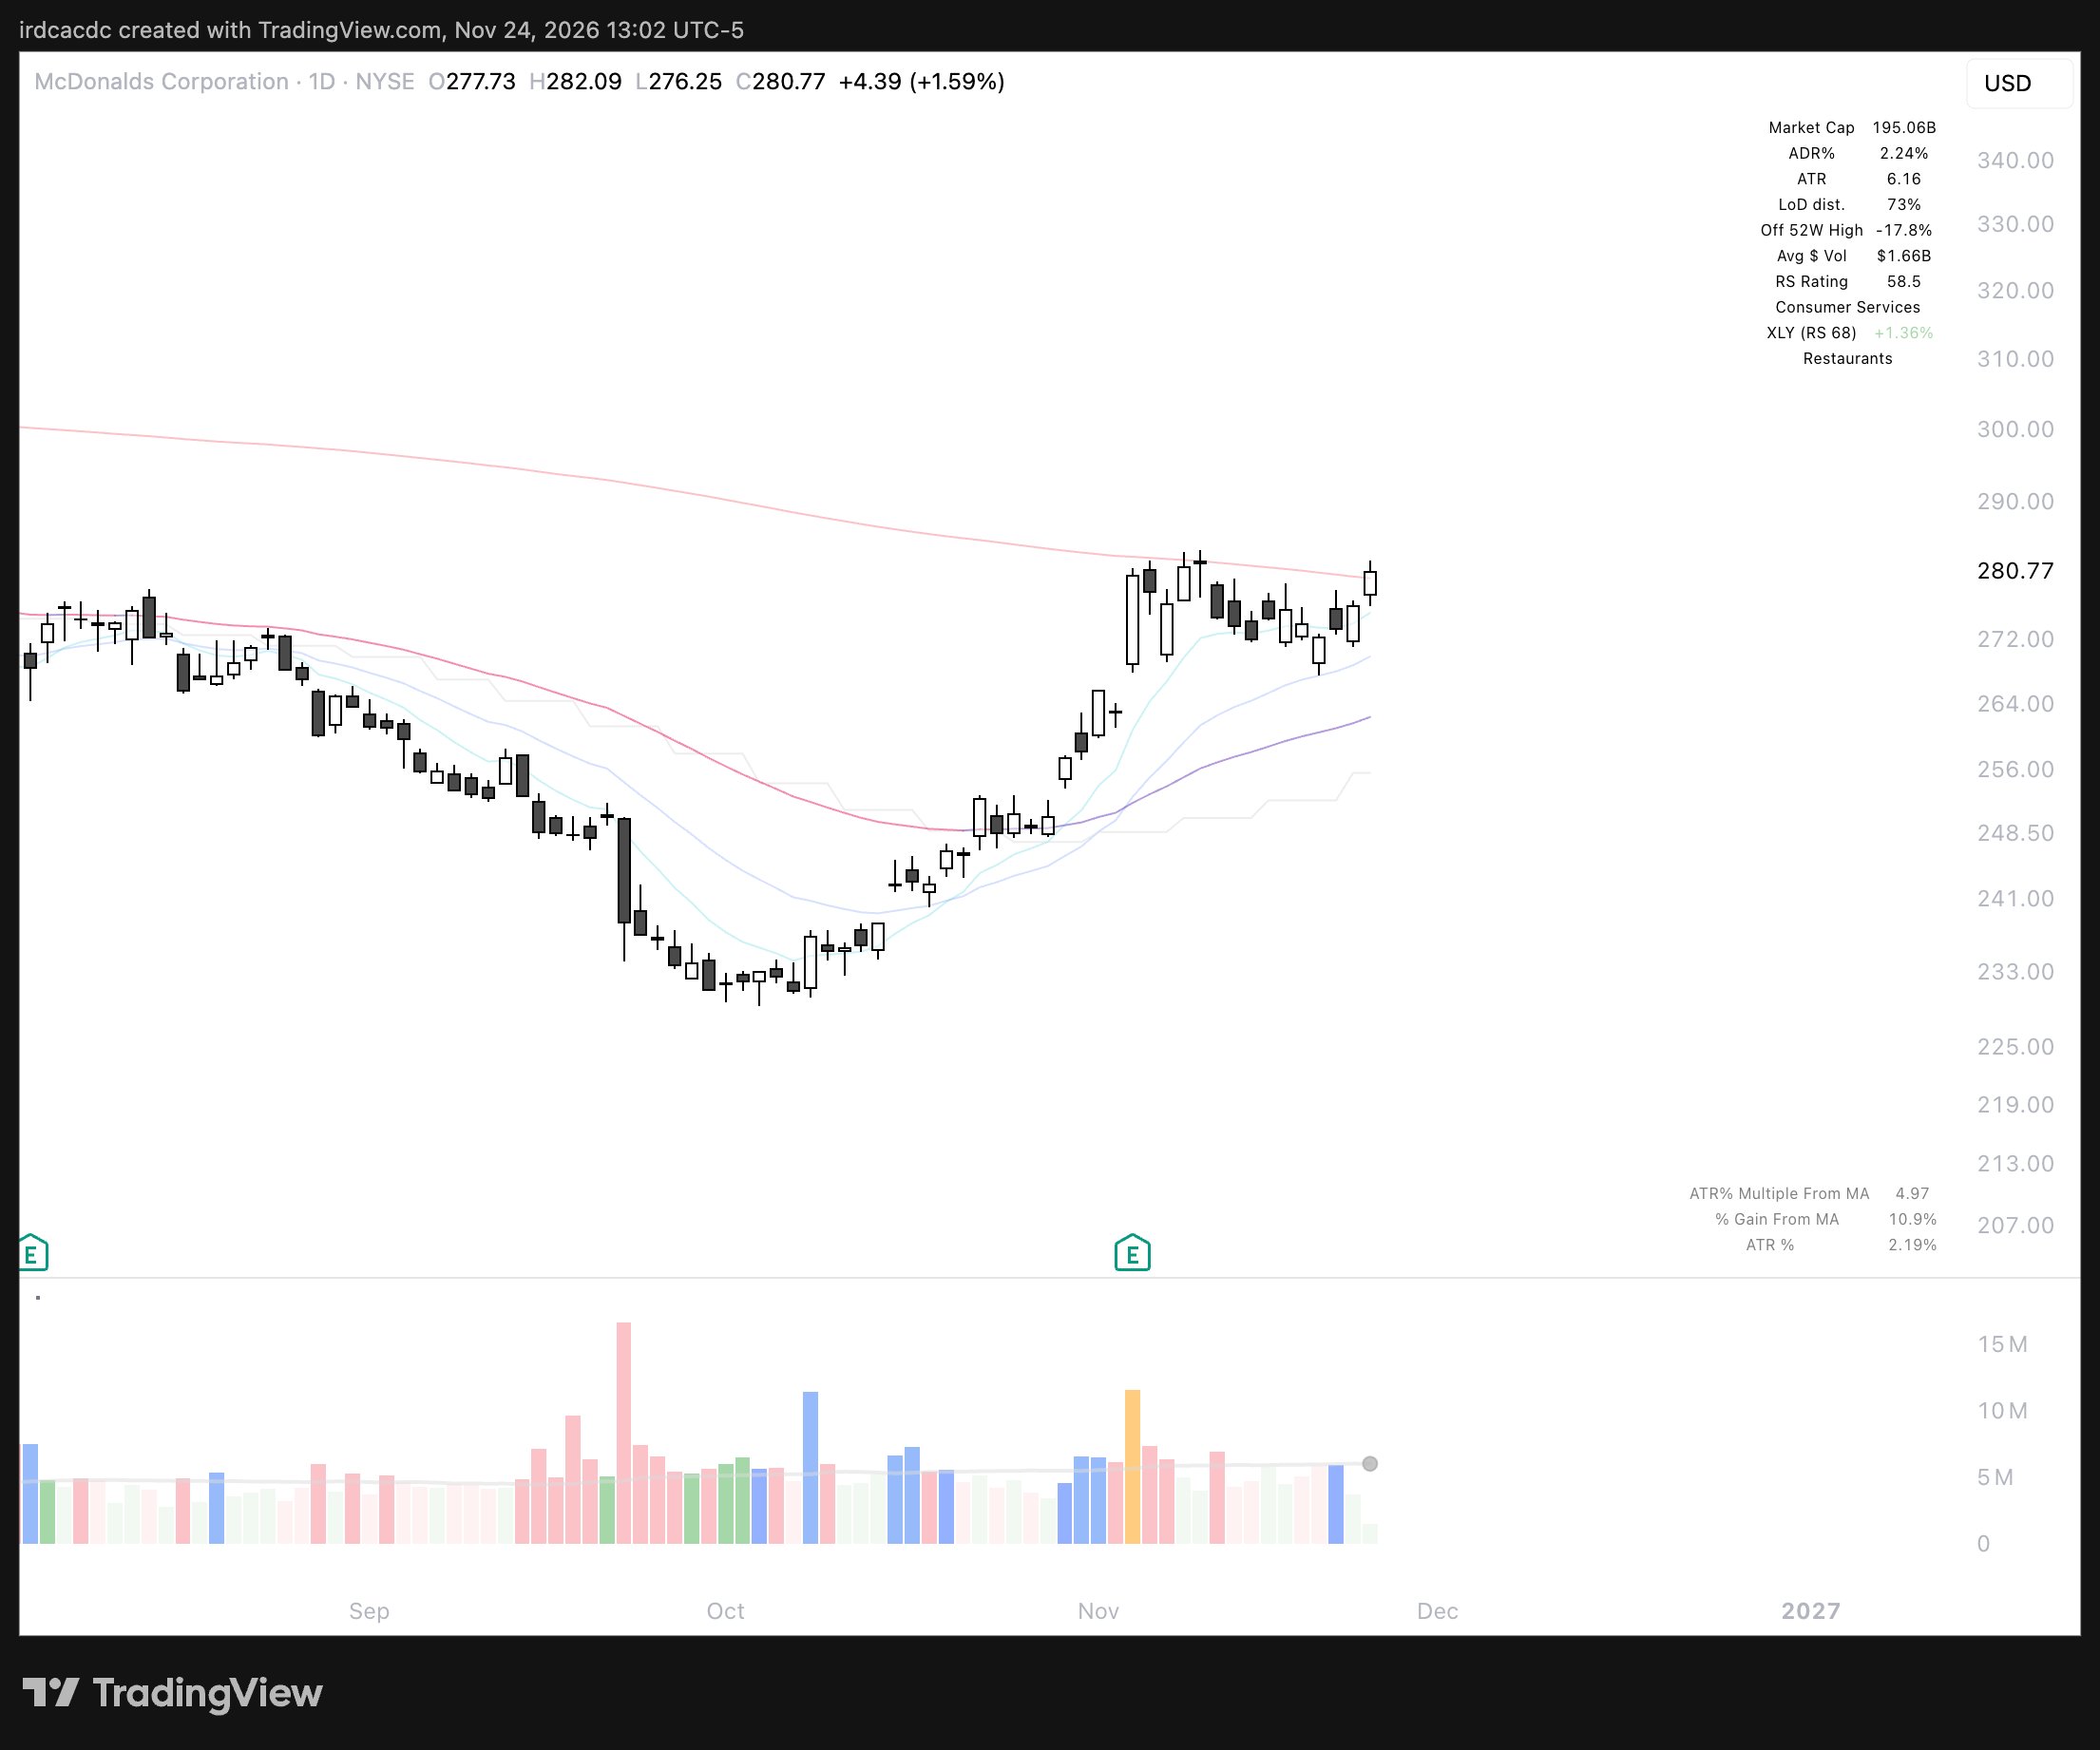 irdcacdc created with TradingView.com, Nov 24, 2026 13:02 UTC-5
McDonalds Corporation · 1D · NYSE O277.73 H282.09 L276.25 C280.77 +4.39 (+1.59%)
USD
Market Cap 195.06B
ADR% 2.24%
ATR 6.16
LoD dist. 73%
Off 52W High -17.8%
Avg $ Vol $1.66B
RS Rating 58.5
Consumer Services
XLY (RS 68) +1.36%
Restaurants
340.00
330.00
320.00
310.00
300.00
290.00
280.77
272.00
264.00
256.00
248.50
241.00
233.00
225.00
219.00
213.00
207.00
ATR% Multiple From MA 4.97
% Gain From MA 10.9%
ATR % 2.19%
E E
15 M
10 M
5 M
0
Sep Oct Nov Dec 2027
TradingView